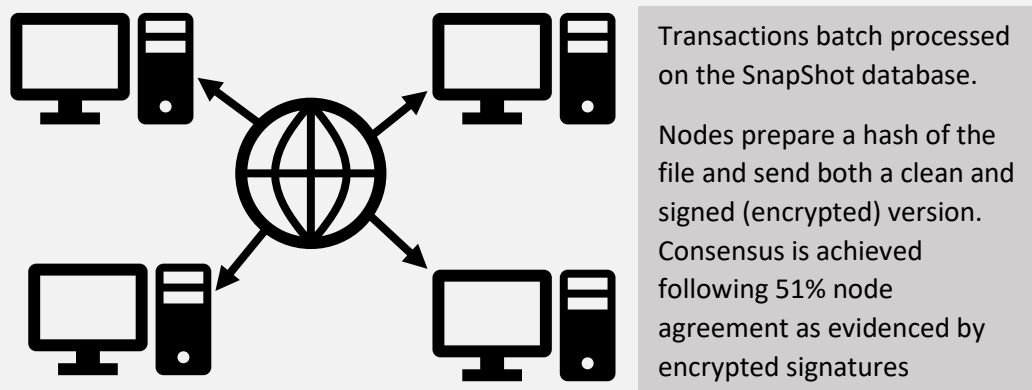 Transactions batch processed
on the SnapShot database.
Nodes prepare a hash of the
file and send both a clean and
signed (encrypted) version.
Consensus is achieved
following 51% node
agreement as evidenced by
encrypted signatures